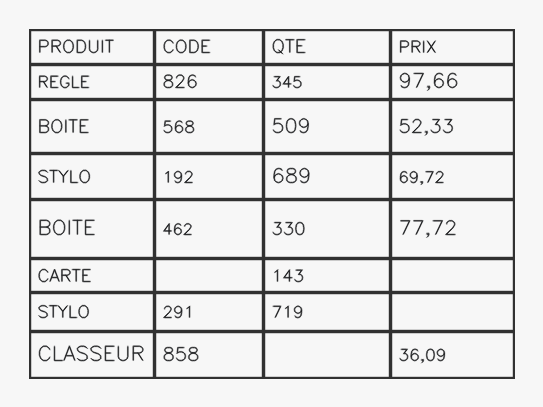 PRODUIT CODE QTE PRIX
REGLE 826 345 97,66
BOITE 568 509 52,33
STYLO 192 689 69,72
BOITE 462 330 77,72
CARTE 143
STYLO 291 719
CLASSEUR 858 36,09